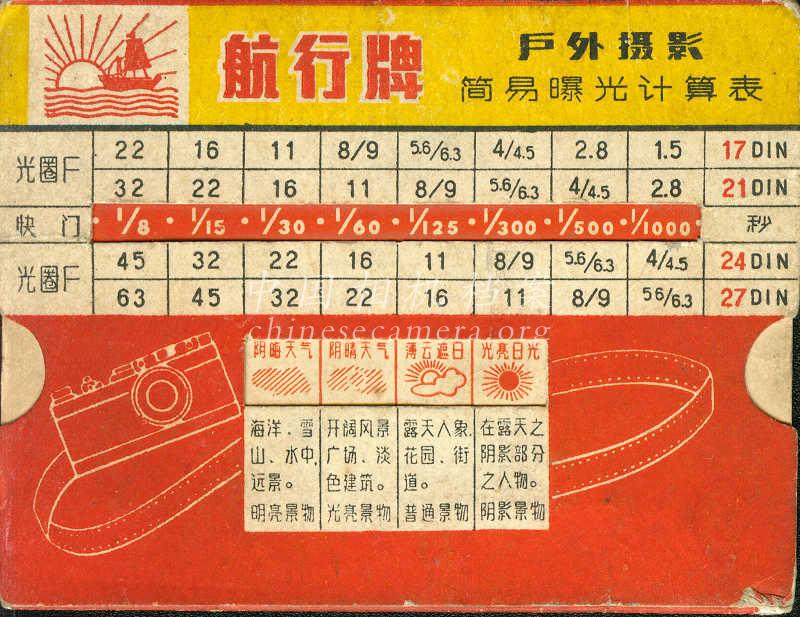 航行牌
户外摄影
简易曝光计算表
光圈F 22 16 11 8/9 5.6/6.3 4/4.5 2.8 1.5 17DIN
32 22 16 11 8/9 5.6/6.3 4/4.5 2.8 21DIN
快门 · 1/8 · 1/15 · 1/30 · 1/60 · 1/125 · 1/300 · 1/500 · 1/1000 · 秒
光圈F 45 32 22 16 11 8/9 5.6/6.3 4/4.5 24DIN
63 45 32 22 16 11 8/9 5.6/6.3 27DIN
中国相机档案
chinesecamera.org
阴暗天气 阴晴天气 薄云遮日 光亮日光
海洋、雪 开阔风景 露天人象、 在露天之
山、水中, 广场、淡 花园、街 阴影部分
远景。 色建筑。 道。 之人物。
明亮景物 光亮景物 普通景物 阴影景物